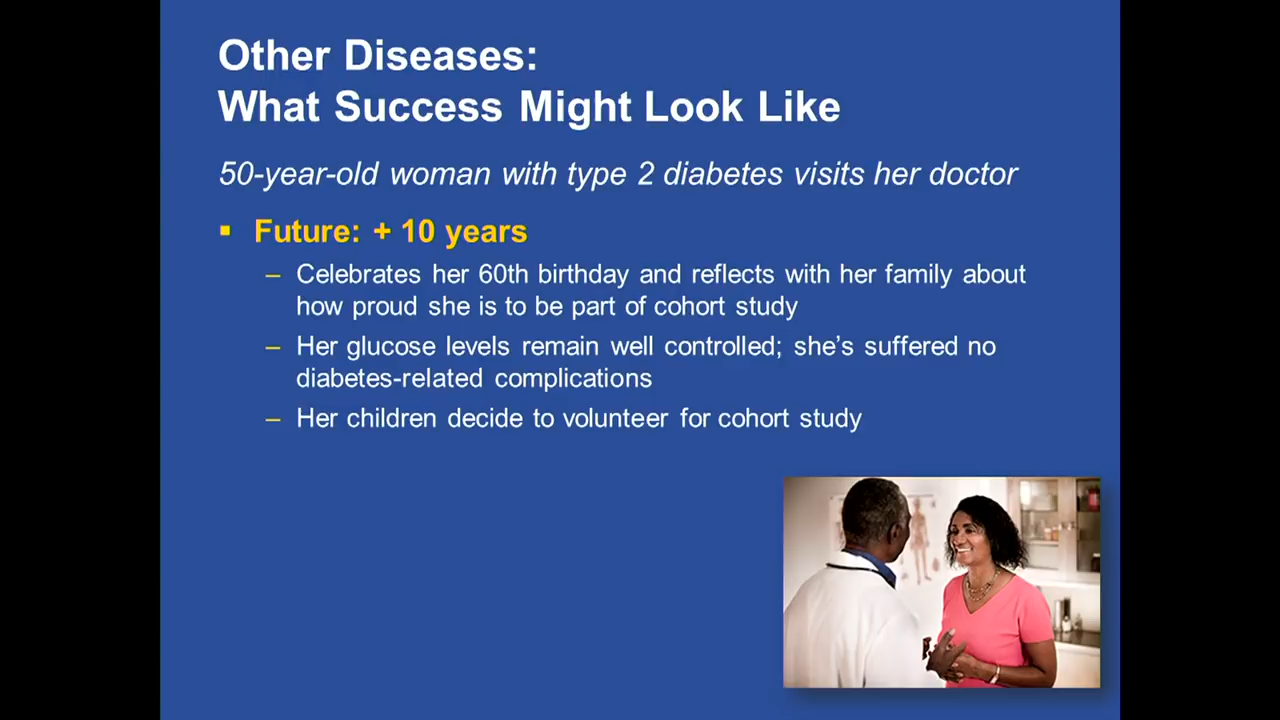 Other Diseases:
What Success Might Look Like
50-year-old woman with type 2 diabetes visits her doctor
▪ Future: + 10 years
– Celebrates her 60th birthday and reflects with her family about
how proud she is to be part of cohort study
– Her glucose levels remain well controlled; she’s suffered no
diabetes-related complications
– Her children decide to volunteer for cohort study